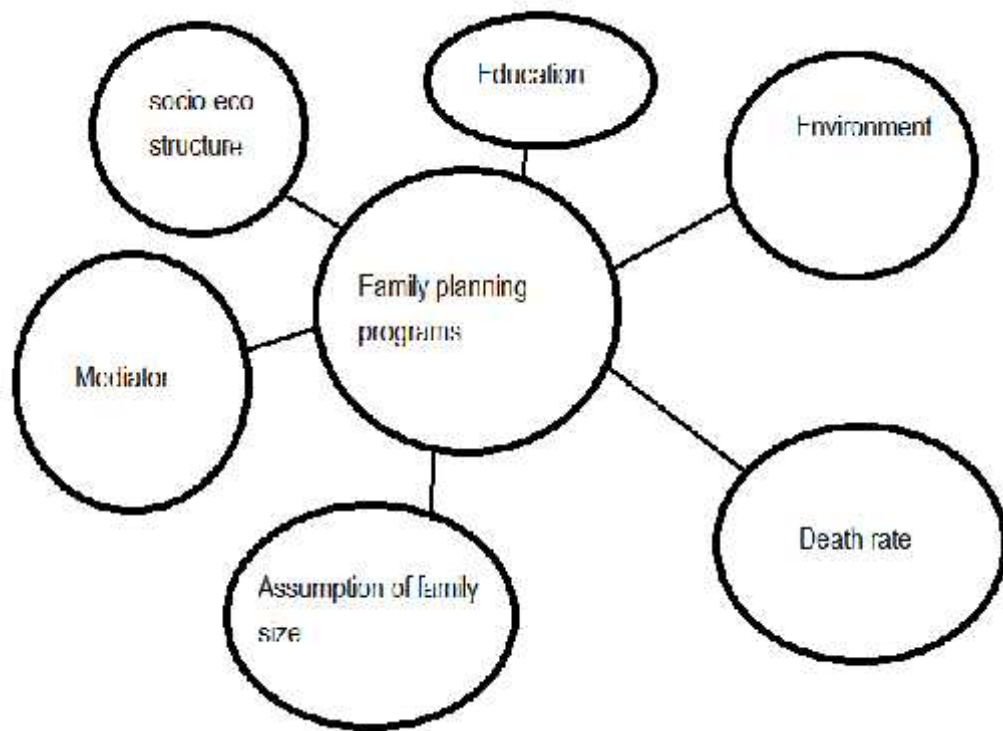 Education
socio eco
structure
Environment
Family planning
programs
Mediator
Death rate
Assumption of family
size